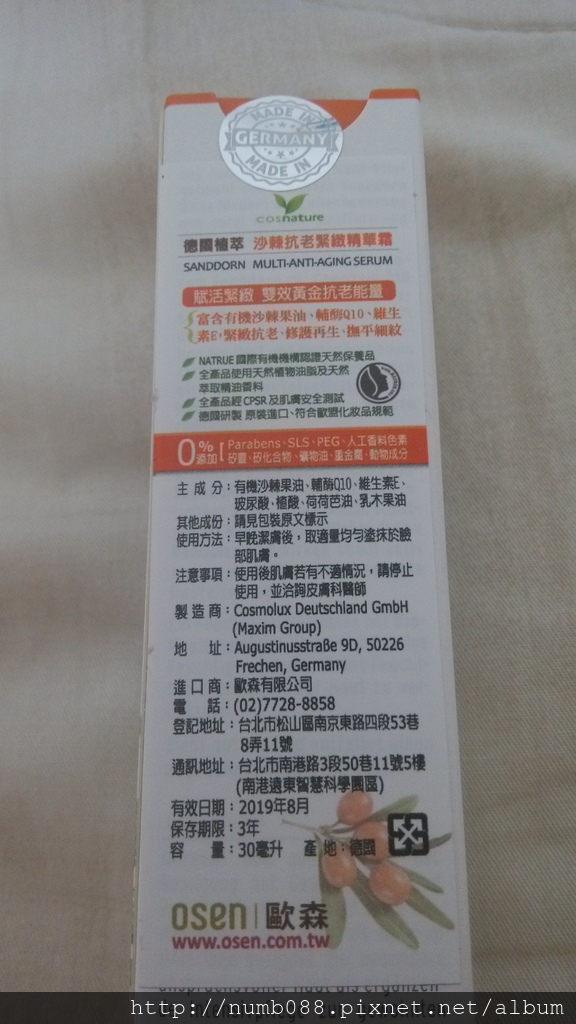 MADE IN
GERMANY
MADE IN
cosnature
德國植萃 沙棘抗老緊緻精華霜
SANDDORN MULTI-ANTI-AGING SERUM
賦活緊緻 雙效黃金抗老能量
富含有機沙棘果油、輔酶Q10、維生
素E,緊緻抗老、修護再生、撫平細紋
NATRUE 國際有機機構認證天然保養品
全產品使用天然植物油脂及天然
萃取精油香料
全產品經 CPSR 及肌膚安全測試
德國研製 原裝進口、符合歐盟化妝品規範
0%添加 [ Parabens、SLS、PEG、人工香料色素
矽靈、矽化合物、礦物油、重金屬、動物成分
主成分:有機沙棘果油、輔酶Q10、維生素E、
玻尿酸、植酸、荷荷芭油、乳木果油
其他成份:請見包裝原文標示
使用方法:早晚潔膚後,取適量均勻塗抹於臉
部肌膚。
注意事項:使用後肌膚若有不適情況,請停止
使用,並洽詢皮膚科醫師
製造商:Cosmolux Deutschland GmbH
(Maxim Group)
地 址:Augustinusstraße 9D, 50226
Frechen, Germany
進口商:歐森有限公司
電 話:(02)7728-8858
登記地址:台北市松山區南京東路四段53巷
8弄11號
通訊地址:台北市南港路3段50巷11號5樓
(南港遠東智慧科學園區)
有效日期:2019年8月
保存期限:3年
容 量:30毫升 產 地:德國
osen | 歐森
www.osen.com.tw
anspruchsvoller Haut als ergänzen
http://numb088.pixnet.net/album